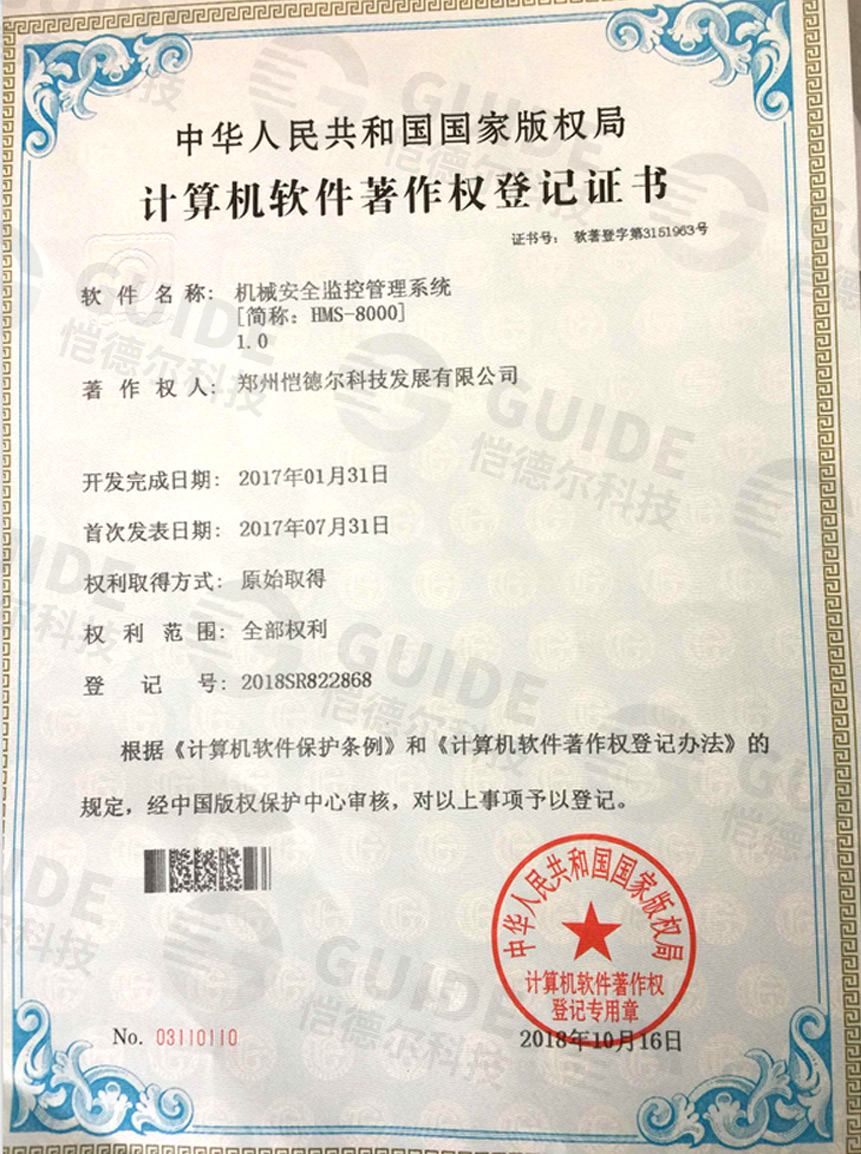 中华人民共和国国家版权局
计算机软件著作权登记证书
证书号： 软著登字第3151963号
软件名称： 机械安全监控管理系统
[简称：HMS-8000]
1.0
著作权人： 郑州恺德尔科技发展有限公司
开发完成日期： 2017年01月31日
首次发表日期： 2017年07月31日
权利取得方式： 原始取得
权利范围： 全部权利
登记号： 2018SR822868
根据《计算机软件保护条例》和《计算机软件著作权登记办法》的
规定，经中国版权保护中心审核，对以上事项予以登记。
中华人民共和国国家版权局
计算机软件著作权
登记专用章
No. 03110110
2018年10月16日
GUIDE
恺德尔科技